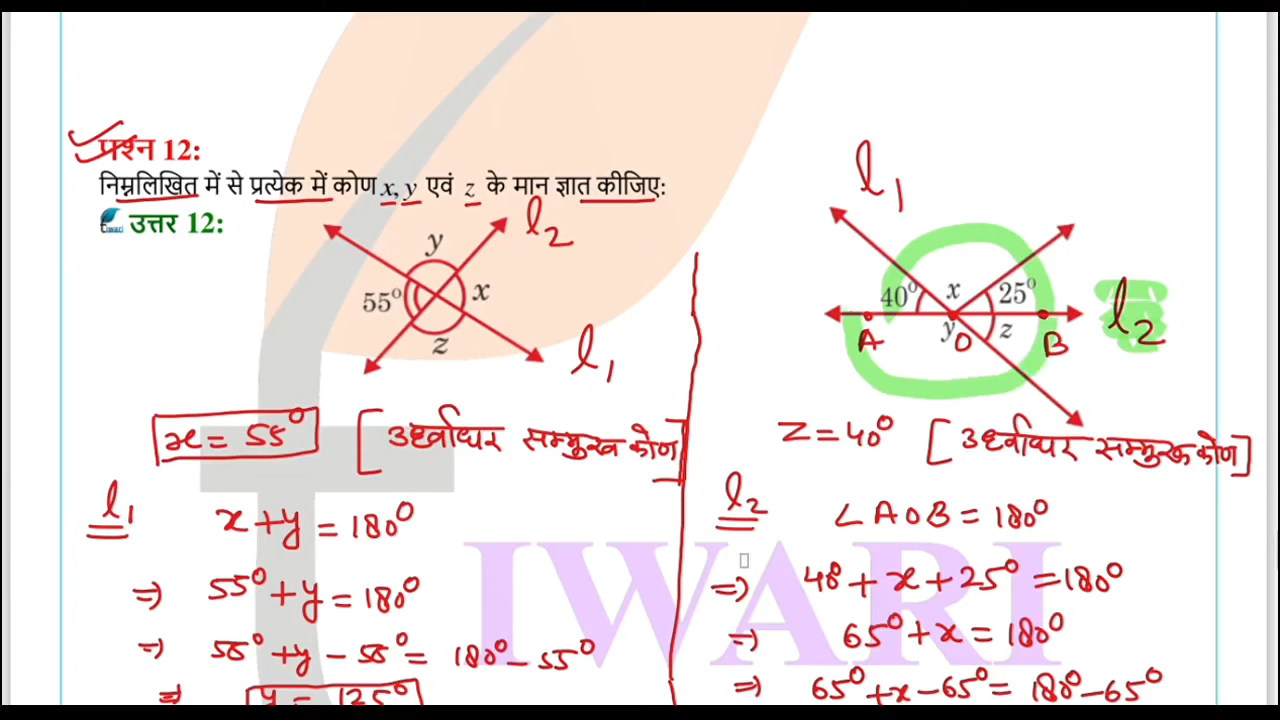 प्रश्न 12:
निम्नलिखित में से प्रत्येक में कोण x, y एवं z के मान ज्ञात कीजिए:
उत्तर 12:
l2
y
55°
x
z
l1
l1
40°
x
25°
l2
A
y
O
z
B
x = 55° [उर्ध्वाधर सम्मुख कोण]
l1 x + y = 180°
⇒ 55° + y = 180°
⇒ 55° + y - 55° = 180° - 55°
⇒ y = 125°
Z = 40° [उर्ध्वाधर सम्मुख कोण]
l2 ∠AOB = 180°
⇒ 40° + x + 25° = 180°
⇒ 65° + x = 180°
⇒ 65° + x - 65° = 180° - 65°
IWARI